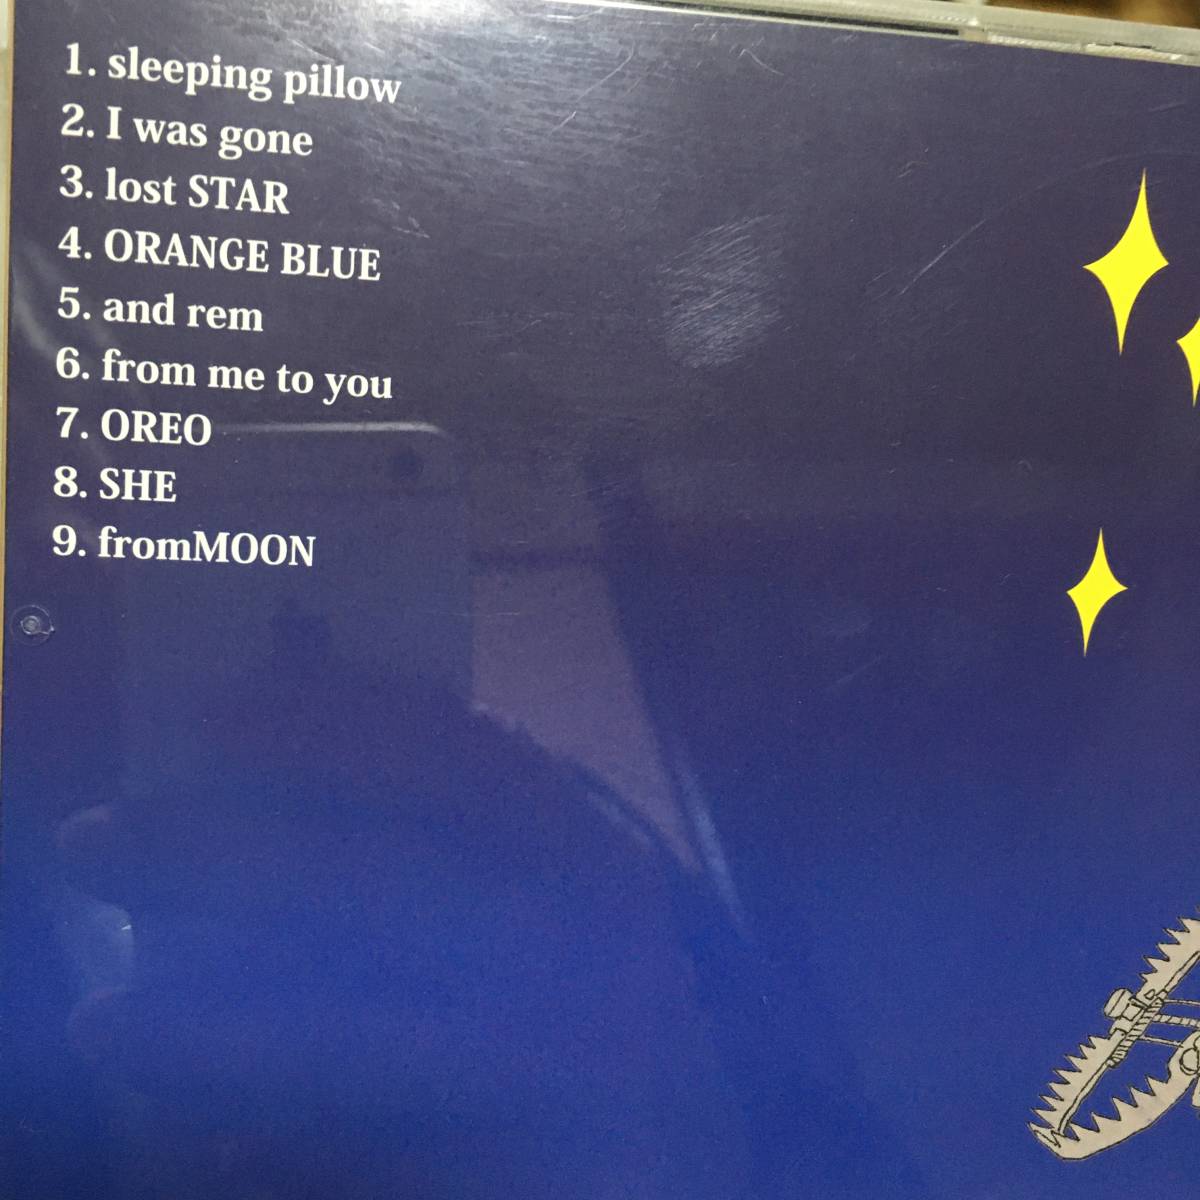 1. sleeping pillow
2. I was gone
3. lost STAR
4. ORANGE BLUE
5. and rem
6. from me to you
7. OREO
8. SHE
9. fromMOON